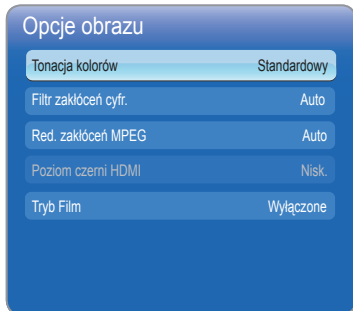 Opcje obrazu
Tonacja kolorów Standardowy
Filtr zakłóceń cyfr. Auto
Red. zakłóceń MPEG Auto
Poziom czerni HDMI Nisk.
Tryb Film Wyłączone